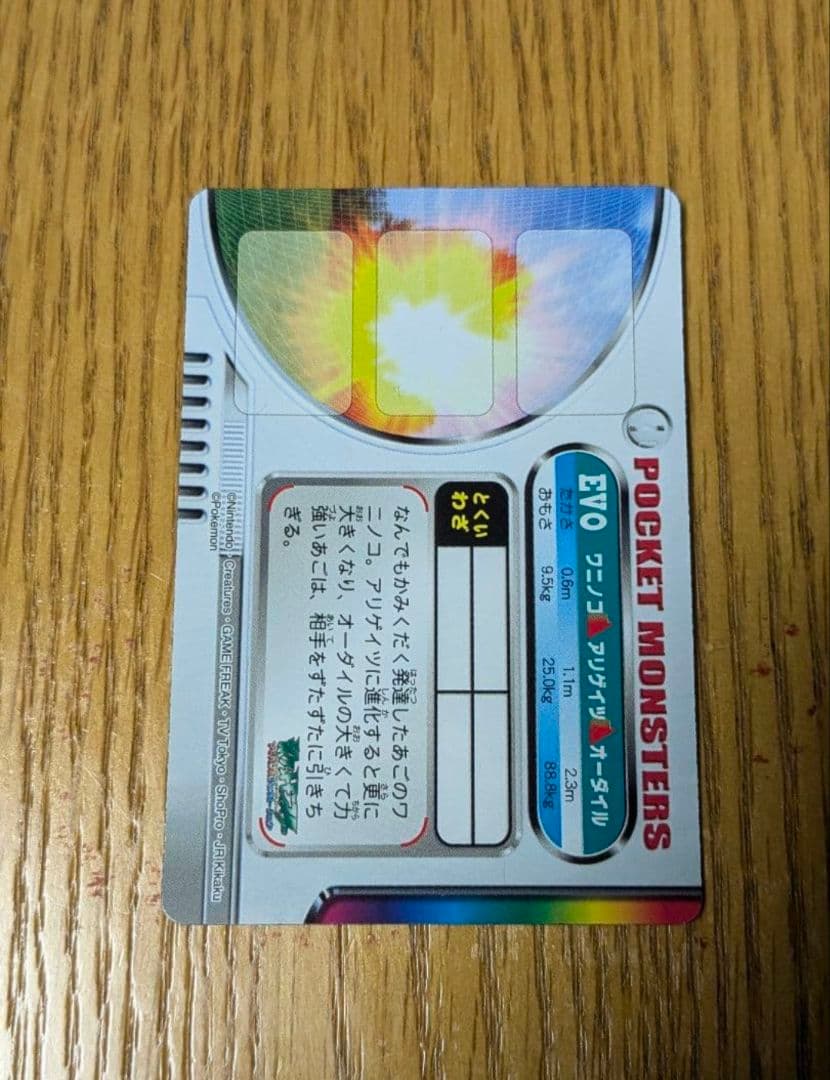 POCKET MONSTERS
EVO ワニノコ アリゲイツ オーダイル
たかさ 0.6m 1.1m 2.3m
おもさ 9.5kg 25.0kg 88.8kg
とくい
わざ
なんでもかみくだく発達したあごのワ
ニノコ。アリゲイツに進化すると更に
大きくなり、オーダイルの大きくて力
強いあごは、相手をずたずたに引きち
ぎる。
©Nintendo・Creatures・GAME FREAK・TV Tokyo・ShoPro・JR Kikaku
©Pokémon